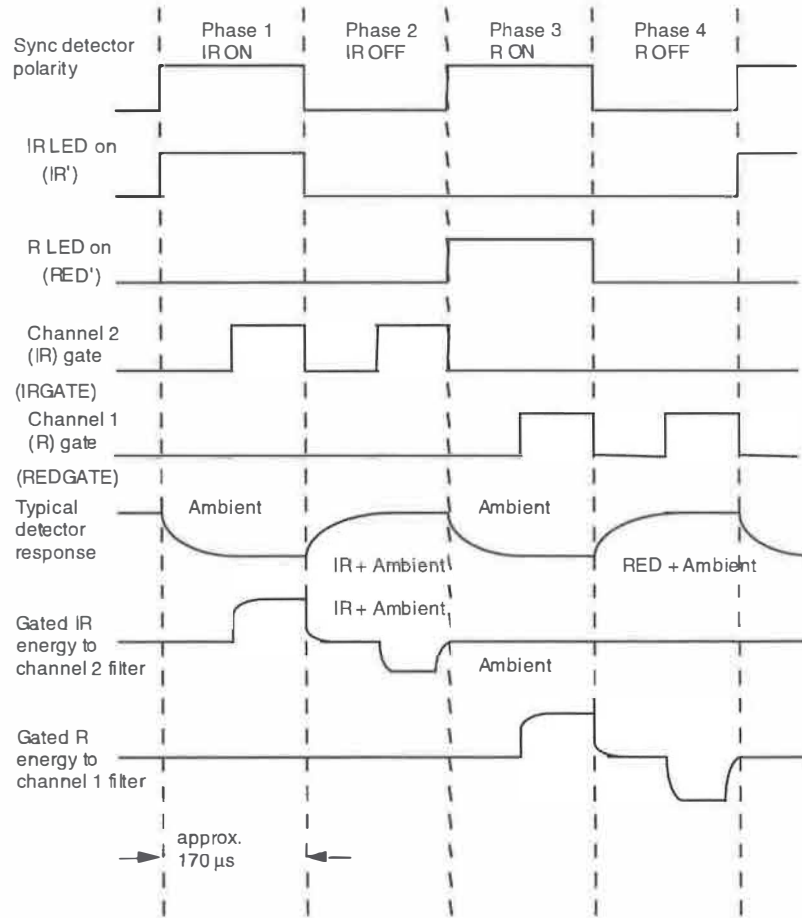 Phase 1
IR ON
Phase 2
IR OFF
Phase 3
R ON
Phase 4
R OFF
Sync detector
polarity
IR LED on
(IR')
R LED on
(RED')
Channel 2
(IR) gate
(IRGATE)
Channel 1
(R) gate
(REDGATE)
Typical
detector
response
Ambient
Ambient
IR + Ambient
RED + Ambient
IR + Ambient
Gated IR
energy to
channel 2 filter
Ambient
Gated R
energy to
channel 1 filter
approx.
170 µs